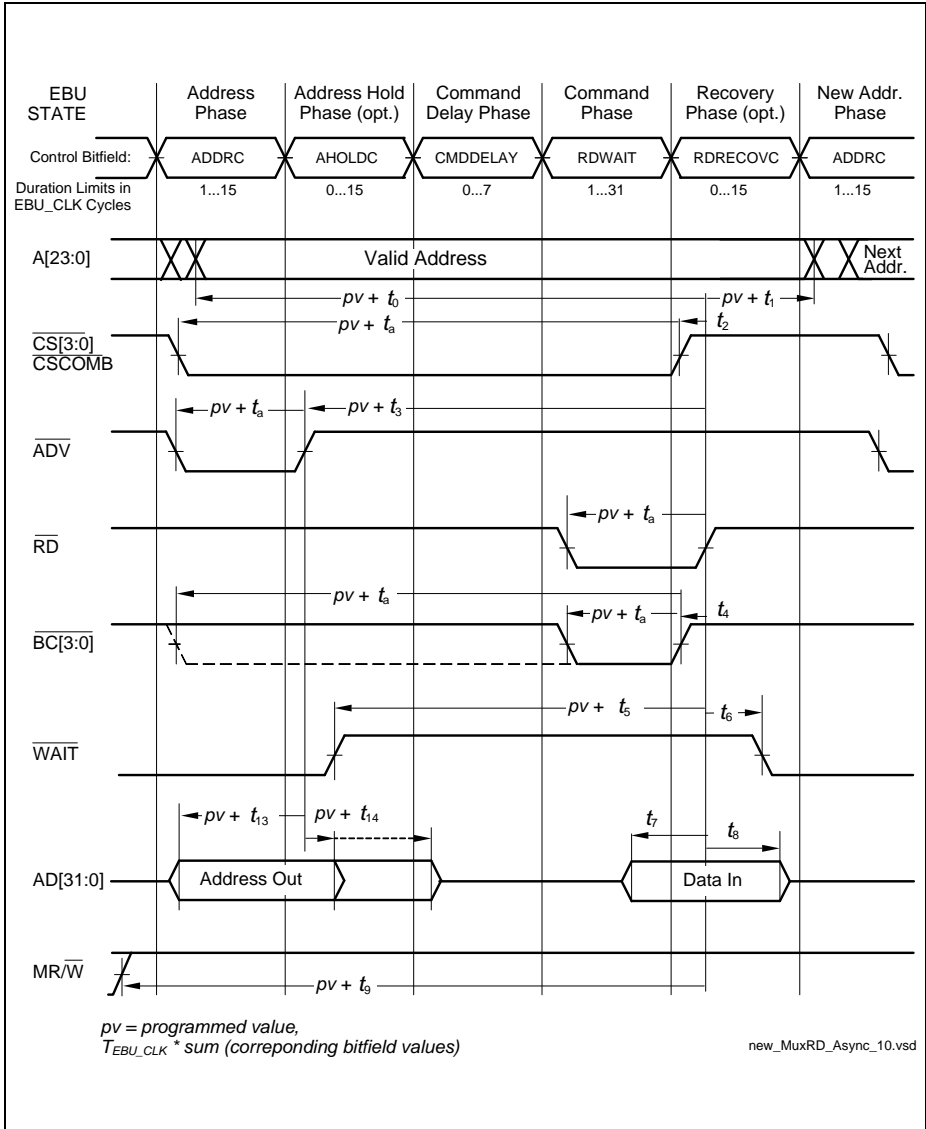 EBU STATE
Address Phase
Address Hold Phase (opt.)
Command Delay Phase
Command Phase
Recovery Phase (opt.)
New Addr. Phase
Control Bitfield: ADDRC AHOLDC CMDDELAY RDWAIT RDRECOVC ADDRC
Duration Limits in EBU_CLK Cycles
1...15 0...15 0...7 1...31 0...15 1...15
A[23:0] Valid Address Next Addr.
pv + t0 pv + t1
pv + ta t2
CS[3:0]
CSCOMB
pv + ta pv + t3
ADV
pv + ta
RD
pv + ta
pv + ta t4
BC[3:0]
pv + t5 t6
WAIT
pv + t13 pv + t14 t7 t8
AD[31:0] Address Out Data In
MR/W
pv + t9
pv = programmed value,
TEBU_CLK * sum (correponding bitfield values)
new_MuxRD_Async_10.vsd